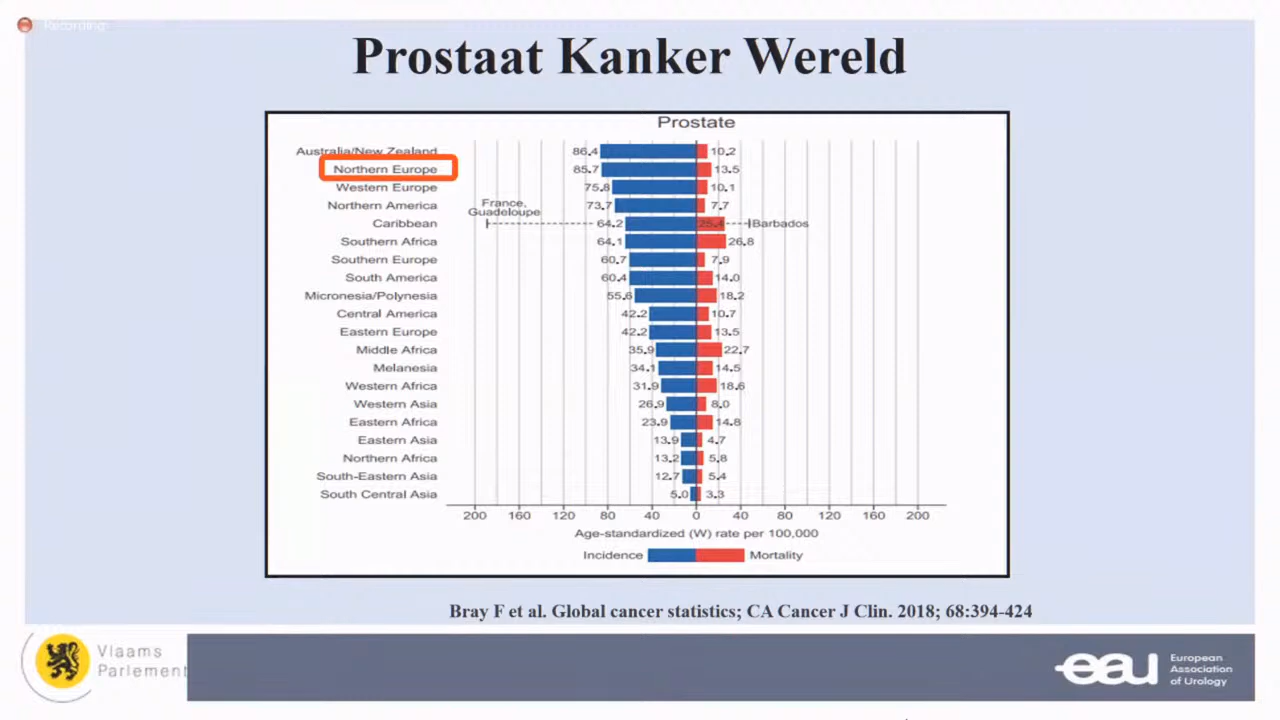 Recording
Prostaat Kanker Wereld
Prostate
Australia/New Zealand 86.4 10.2
Northern Europe 85.7 13.5
Western Europe 75.8 10.1
Northern America 73.7 7.7
France,
Guadeloupe
Caribbean 64.2 25.4 Barbados
Southern Africa 64.1 26.8
Southern Europe 60.7 7.9
South America 60.4 14.0
Micronesia/Polynesia 55.6 18.2
Central America 42.2 10.7
Eastern Europe 42.2 13.5
Middle Africa 35.9 22.7
Melanesia 34.1 14.5
Western Africa 31.9 18.6
Western Asia 26.9 8.0
Eastern Africa 23.9 14.8
Eastern Asia 13.9 4.7
Northern Africa 13.2 5.8
South-Eastern Asia 12.7 5.4
South Central Asia 5.0 3.3
200 160 120 80 40 0 40 80 120 160 200
Age-standardized (W) rate per 100,000
Incidence Mortality
Bray F et al. Global cancer statistics; CA Cancer J Clin. 2018; 68:394-424
Vlaams
Parlement
eau
European
Association
of Urology